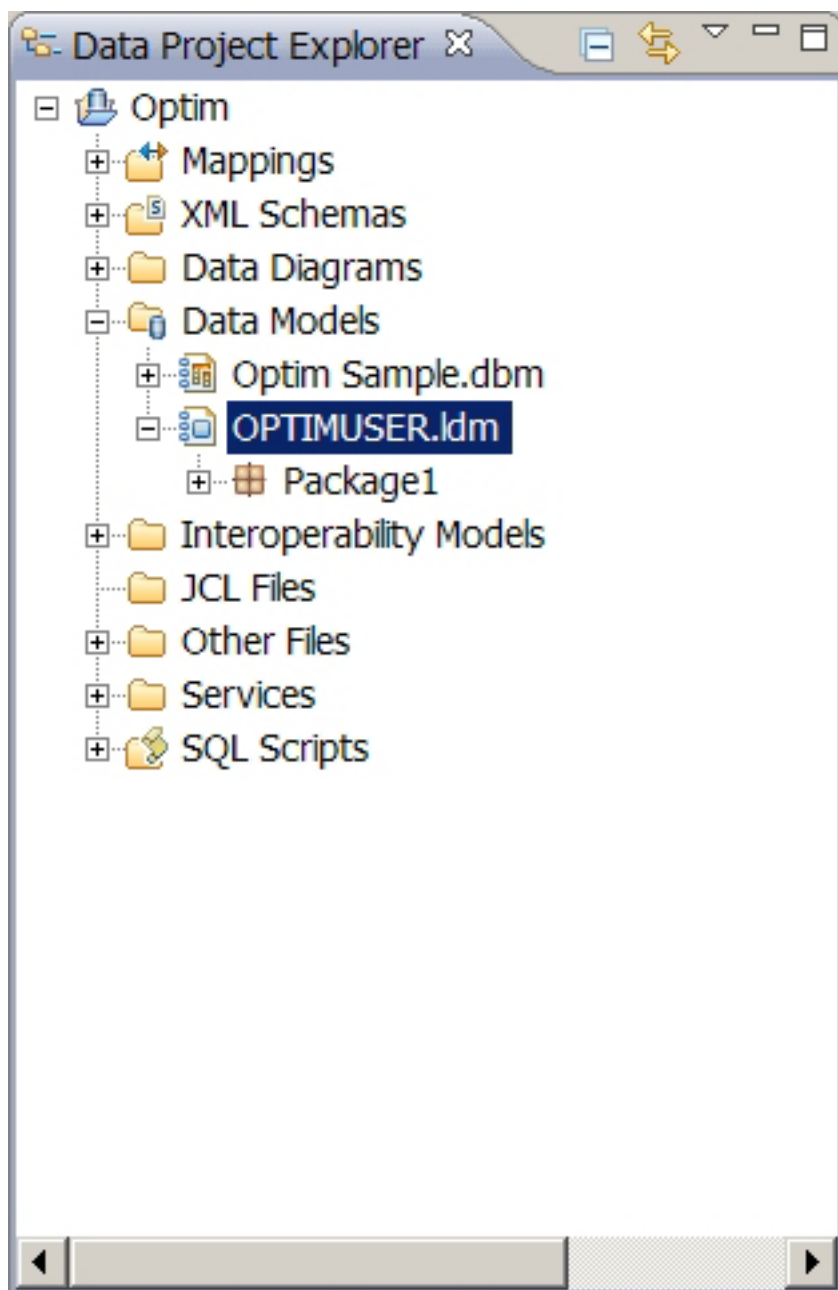 Data Project Explorer
Optim
Mappings
XML Schemas
Data Diagrams
Data Models
Optim Sample.dbm
OPTIMUSER.ldm
Package1
Interoperability Models
JCL Files
Other Files
Services
SQL Scripts